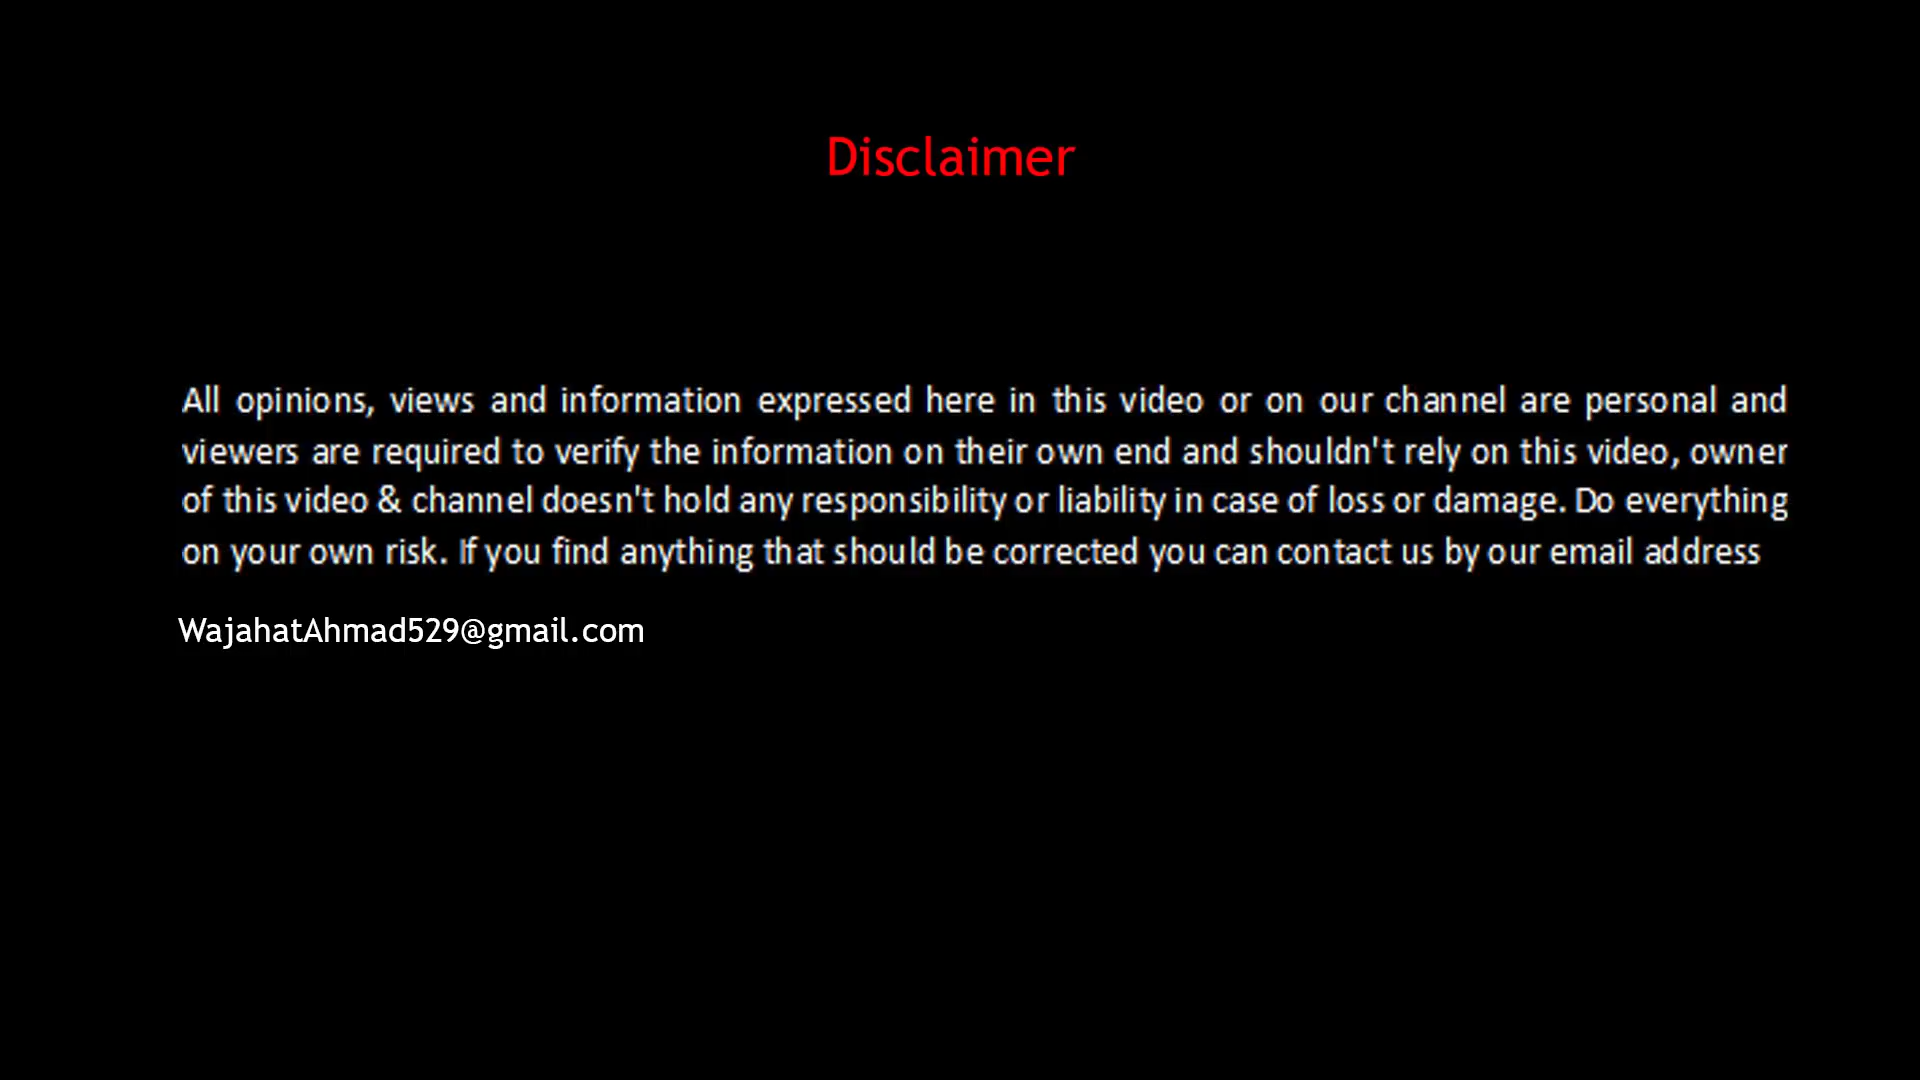 Disclaimer
All opinions, views and information expressed here in this video or on our channel are personal and
viewers are required to verify the information on their own end and shouldn't rely on this video, owner
of this video & channel doesn't hold any responsibility or liability in case of loss or damage. Do everything
on your own risk. If you find anything that should be corrected you can contact us by our email address
WajahatAhmad529@gmail.com